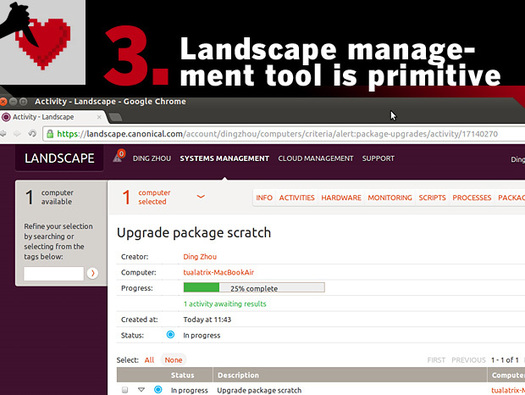 3. Landscape manage-
ment tool is primitive
Activity - Landscape - Google Chrome
Activity - Landscape
https://landscape.canonical.com/account/dingzhou/computers/criteria/alert:package-upgrades/activity/17140270
LANDSCAPE DING ZHOU SYSTEMS MANAGEMENT CLOUD MANAGEMENT SUPPORT Ding
1 computer available
1 computer selected
INFO ACTIVITIES HARDWARE MONITORING SCRIPTS PROCESSES PACKAG
Refine your selection
by searching or
selecting from the
tags below:
Upgrade package scratch
Creator: Ding Zhou
Computer: tualatrix-MacBookAir
Progress: 25% complete
1 activity awaiting results
Created at: Today at 11:43
Status: In progress
Select: All None FIRST PREVIOUS 1 - 1 of 1
Status Description Compute
In progress Upgrade package scratch tualatrix-M